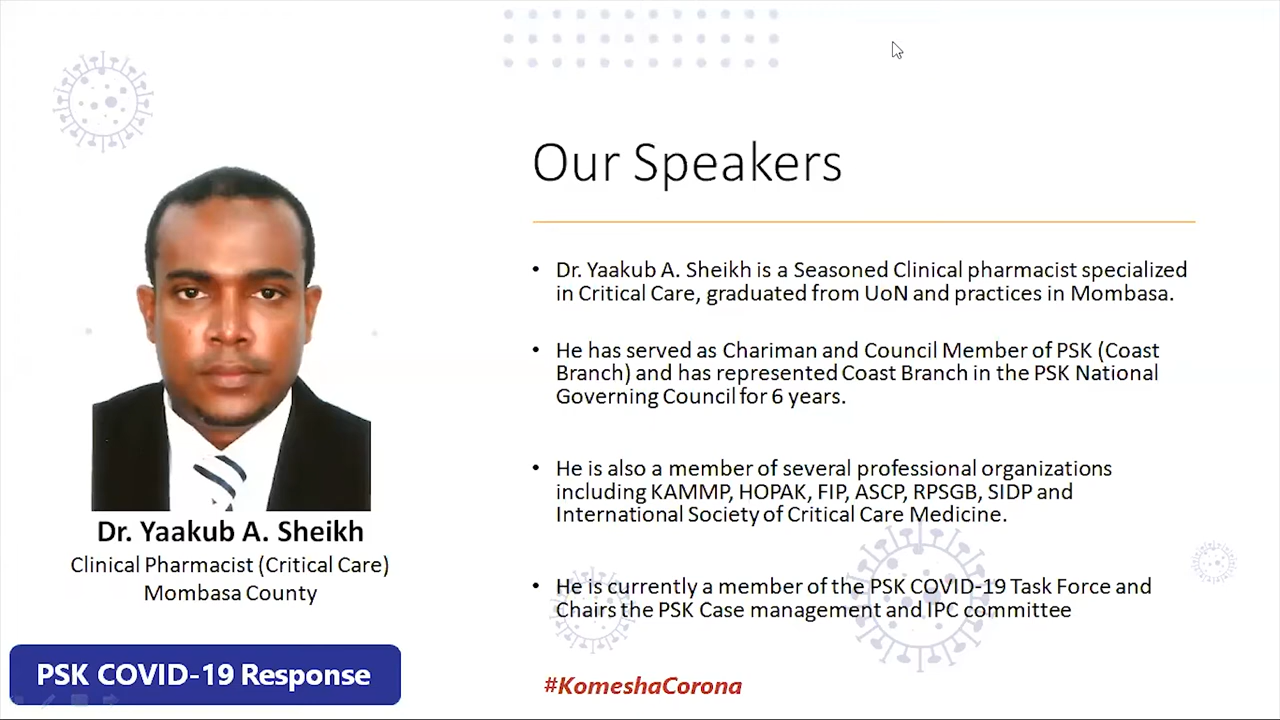 Our Speakers
• Dr. Yaakub A. Sheikh is a Seasoned Clinical pharmacist specialized
in Critical Care, graduated from UoN and practices in Mombasa.
• He has served as Chariman and Council Member of PSK (Coast
Branch) and has represented Coast Branch in the PSK National
Governing Council for 6 years.
• He is also a member of several professional organizations
including KAMMP, HOPAK, FIP, ASCP, RPSGB, SIDP and
International Society of Critical Care Medicine.
• He is currently a member of the PSK COVID-19 Task Force and
Chairs the PSK Case management and IPC committee
Dr. Yaakub A. Sheikh
Clinical Pharmacist (Critical Care)
Mombasa County
PSK COVID-19 Response
#KomeshaCorona